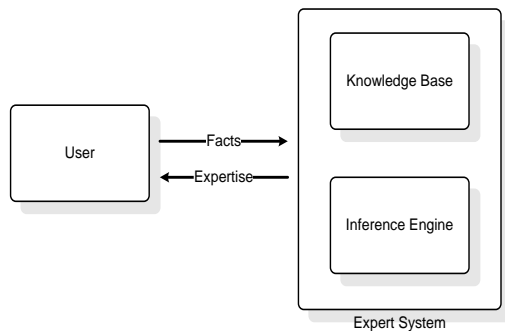 Knowledge Base
User
Facts
Expertise
Inference Engine
Expert System